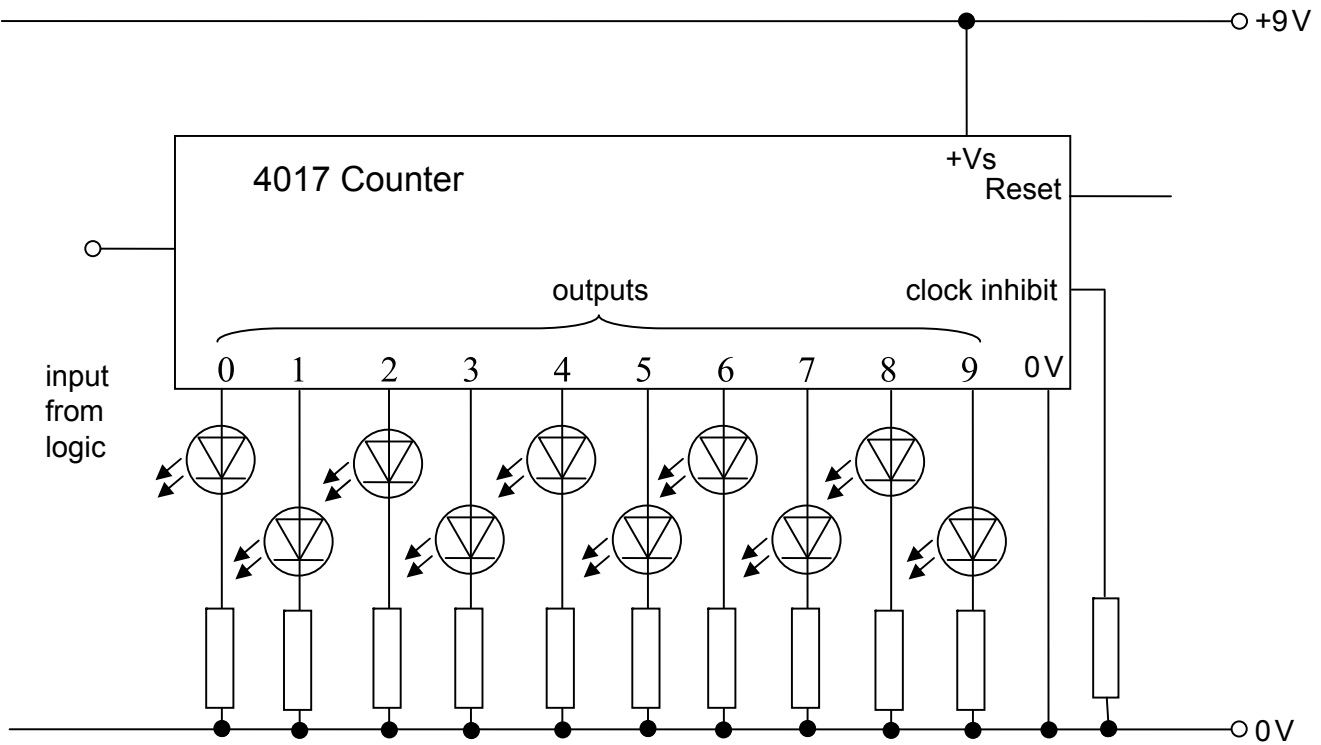 +9V
+Vs
4017 Counter
Reset
outputs
clock inhibit
0 1 2 3 4 5 6 7 8 9 0V
input
from
logic
0V